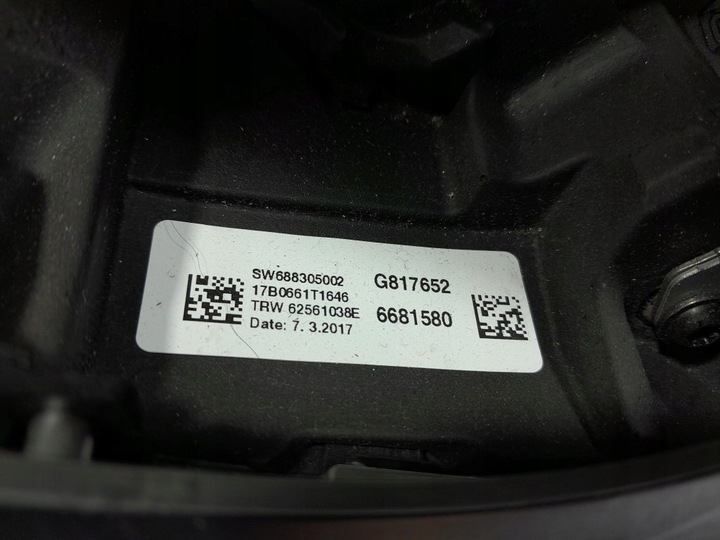 SW688305002
17B0661T1646
TRW 62561038E
Date: 7. 3.2017
G817652
6681580